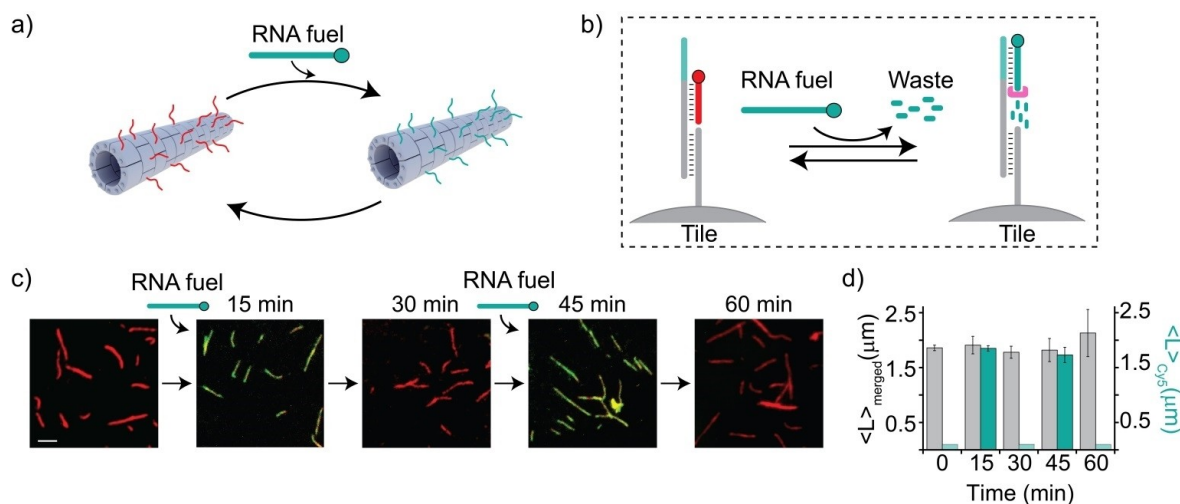 a)
RNA fuel
b)
RNA fuel
Waste
Tile
Tile
c)
RNA fuel
15 min
30 min
RNA fuel
45 min
60 min
d)
<L> merged (µm)
2.5
1.5
0.5
2.5
1.5
0.5
<L> Cy5 (µm)
0 15 30 45 60
Time (min)